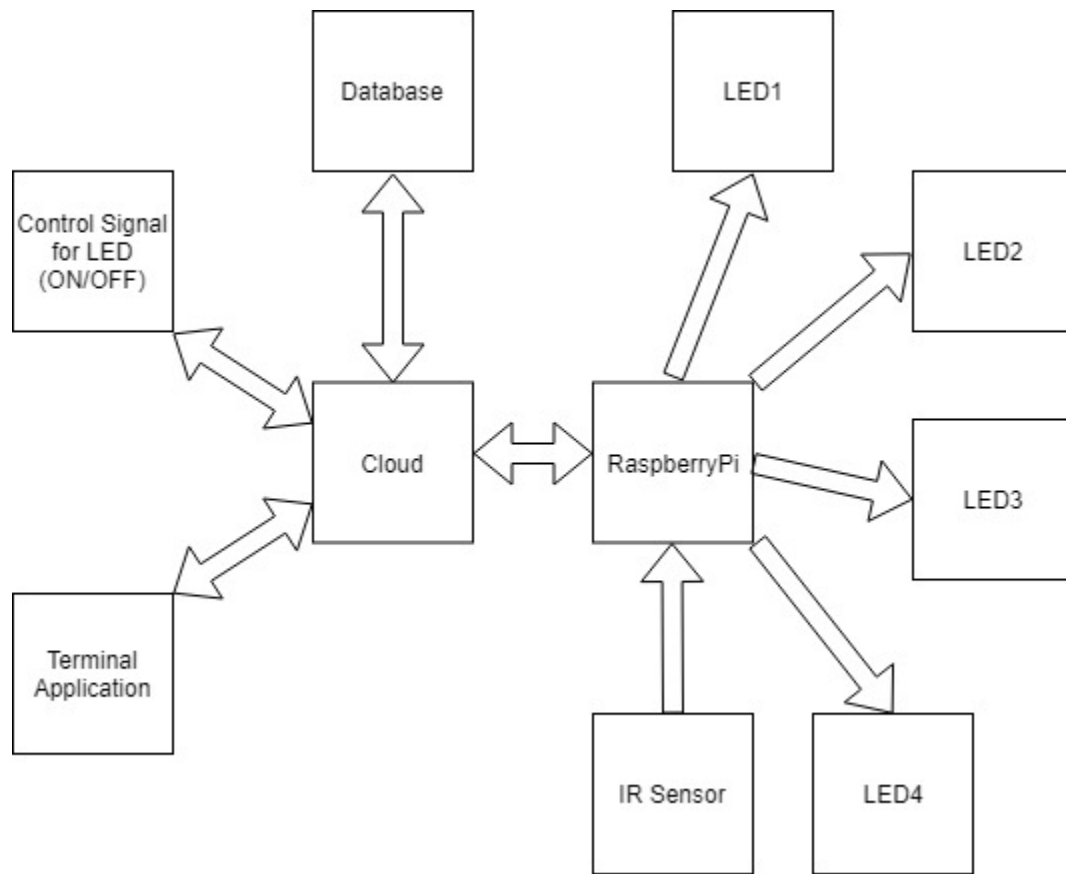 Database
LED1
Control Signal
for LED
(ON/OFF)
LED2
Cloud
RaspberryPi
LED3
Terminal
Application
IR Sensor
LED4